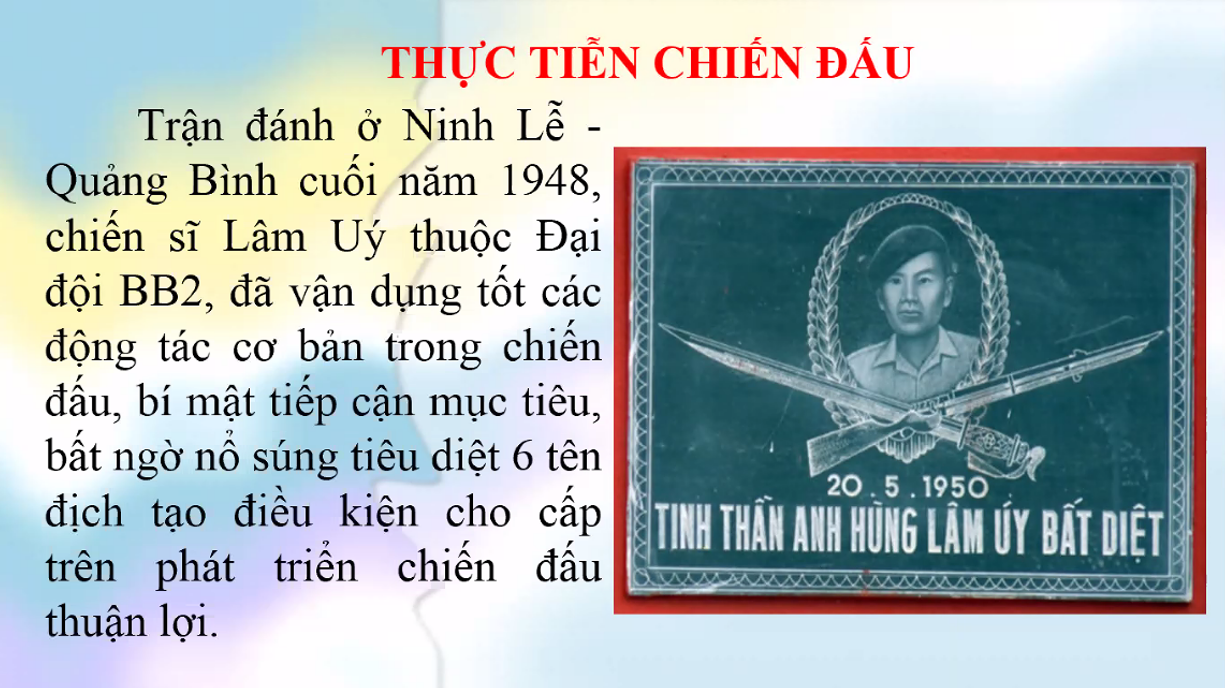 THỰC TIỄN CHIẾN ĐẤU
Trận đánh ở Ninh Lễ -
Quảng Bình cuối năm 1948,
chiến sĩ Lâm Uý thuộc Đại
đội BB2, đã vận dụng tốt các
động tác cơ bản trong chiến
đấu, bí mật tiếp cận mục tiêu,
bất ngờ nổ súng tiêu diệt 6 tên
địch tạo điều kiện cho cấp
trên phát triển chiến đấu
thuận lợi.
20.5.1950
TINH THẦN ANH HÙNG LÂM ÚY BẤT DIỆT